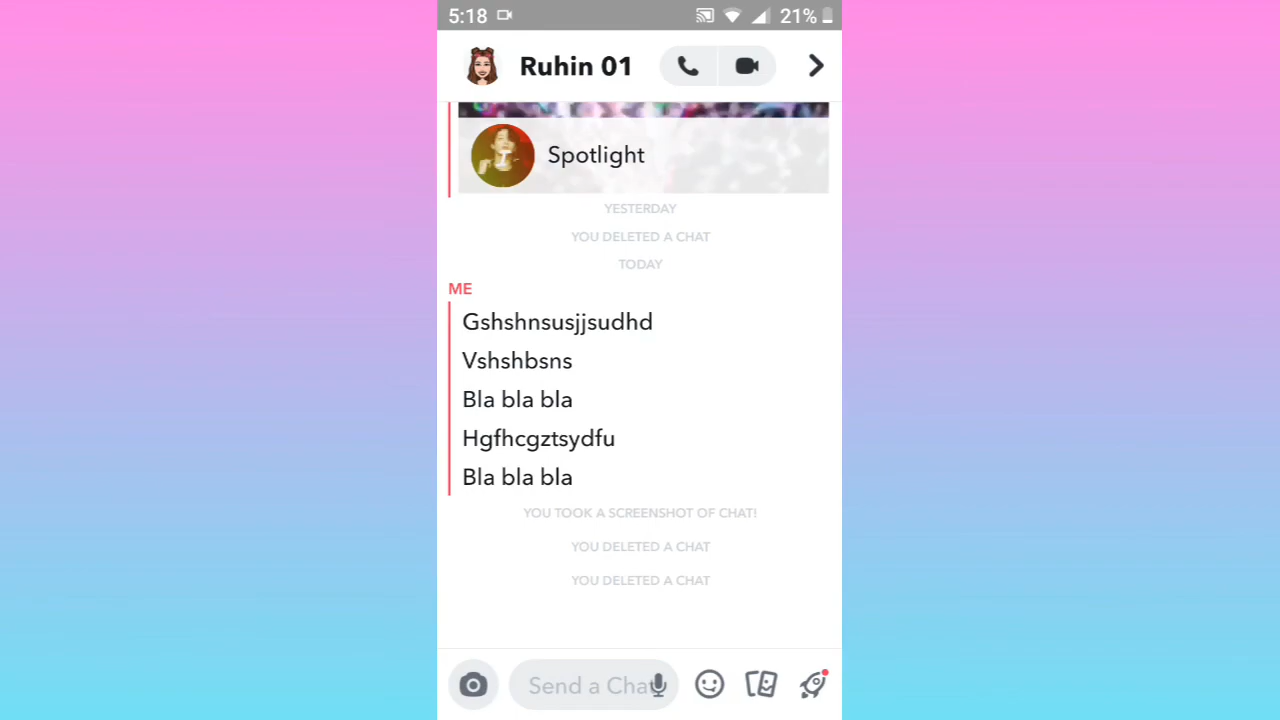 5:18 21%
Ruhin 01
Spotlight
YESTERDAY
YOU DELETED A CHAT
TODAY
ME
Gshshnsusjjsudhd
Vshshbsns
Bla bla bla
Hgfhcgztsydfu
Bla bla bla
YOU TOOK A SCREENSHOT OF CHAT!
YOU DELETED A CHAT
YOU DELETED A CHAT
Send a Cha